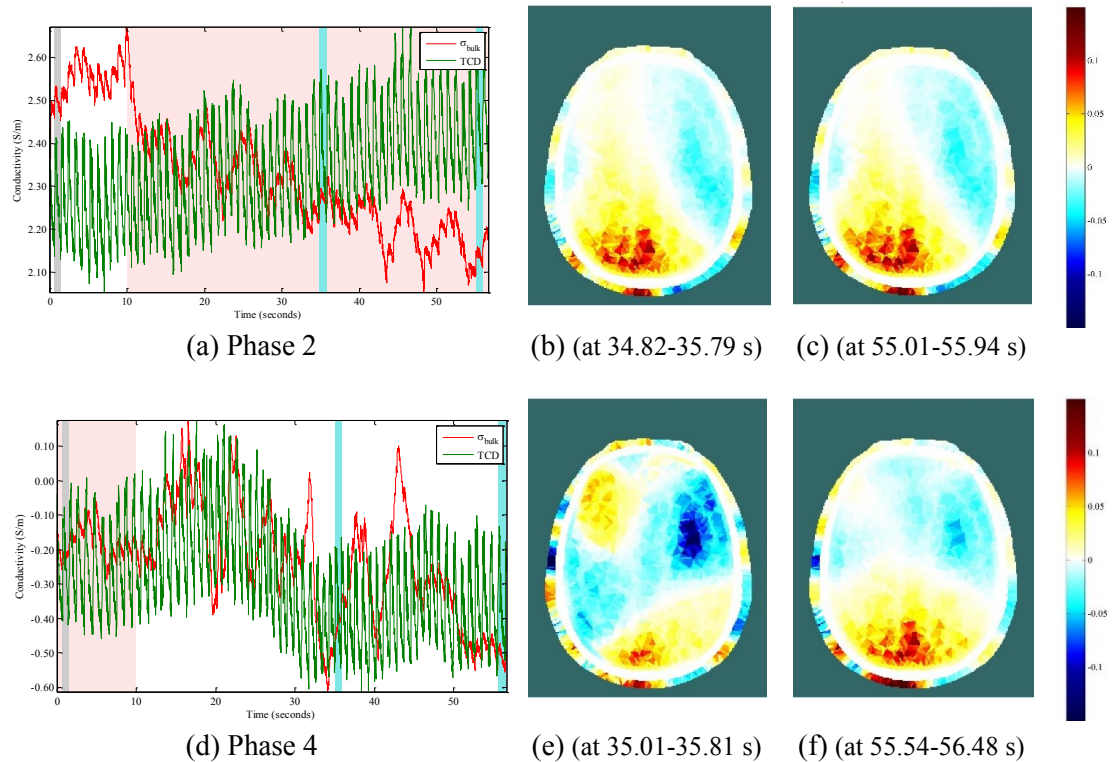 2.60
2.50
2.40
2.30
2.20
2.10
Conductivity (S/m)
σbulk
TCD
0 10 20 30 40 50
Time (seconds)
0.1
0.05
0
-0.05
-0.1
(a) Phase 2
(b) (at 34.82-35.79 s)
(c) (at 55.01-55.94 s)
0.10
0.00
-0.10
-0.20
-0.30
-0.40
-0.50
-0.60
Conductivity (S/m)
σbulk
TCD
0 10 20 30 40 50
Time (seconds)
0.1
0.05
0
-0.05
-0.1
(d) Phase 4
(e) (at 35.01-35.81 s)
(f) (at 55.54-56.48 s)